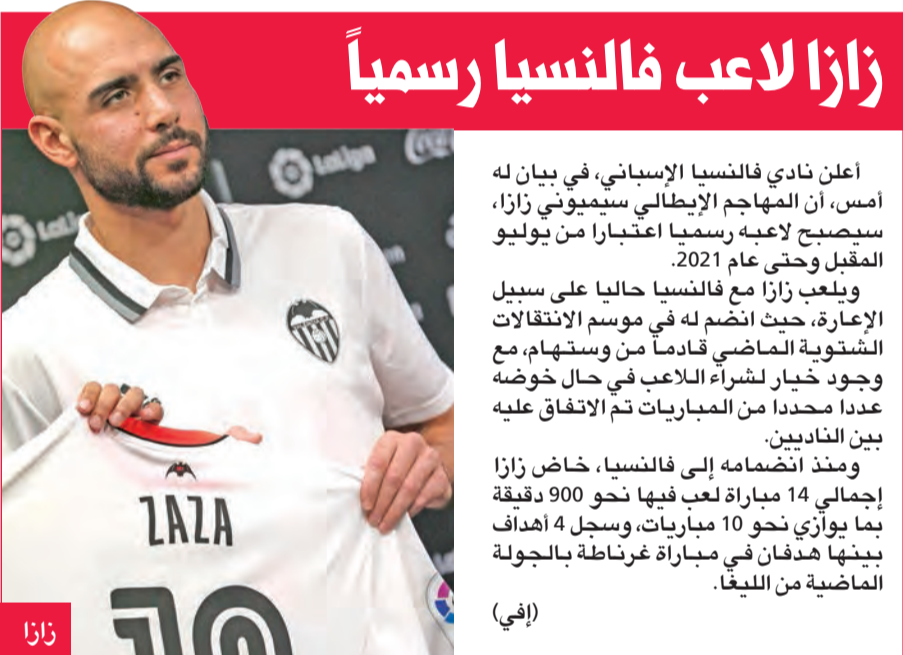 زازا لاعب فالنسيا رسمياً
أعلن نادي فالنسيا الإسباني، في بيان له
أمس، أن المهاجم الإيطالي سيميوني زازا،
سيصبح لاعبه رسميا اعتبارا من يوليو
المقبل وحتى عام 2021.
ويلعب زازا مع فالنسيا حاليا على سبيل
الإعارة، حيث انضم له في موسم الانتقالات
الشتوية الماضي قادما من وستهام، مع
وجود خيار لشراء اللاعب في حال خوضه
عددا محددا من المباريات تم الاتفاق عليه
بين الناديين.
ومنذ انضمامه إلى فالنسيا، خاض زازا
إجمالي 14 مباراة لعب فيها نحو 900 دقيقة
بما يوازي نحو 10 مباريات، وسجل 4 أهداف
بينها هدفان في مباراة غرناطة بالجولة
الماضية من الليغا.
(إفي)
LaLiga
LaLiga
ZAZA
زازا